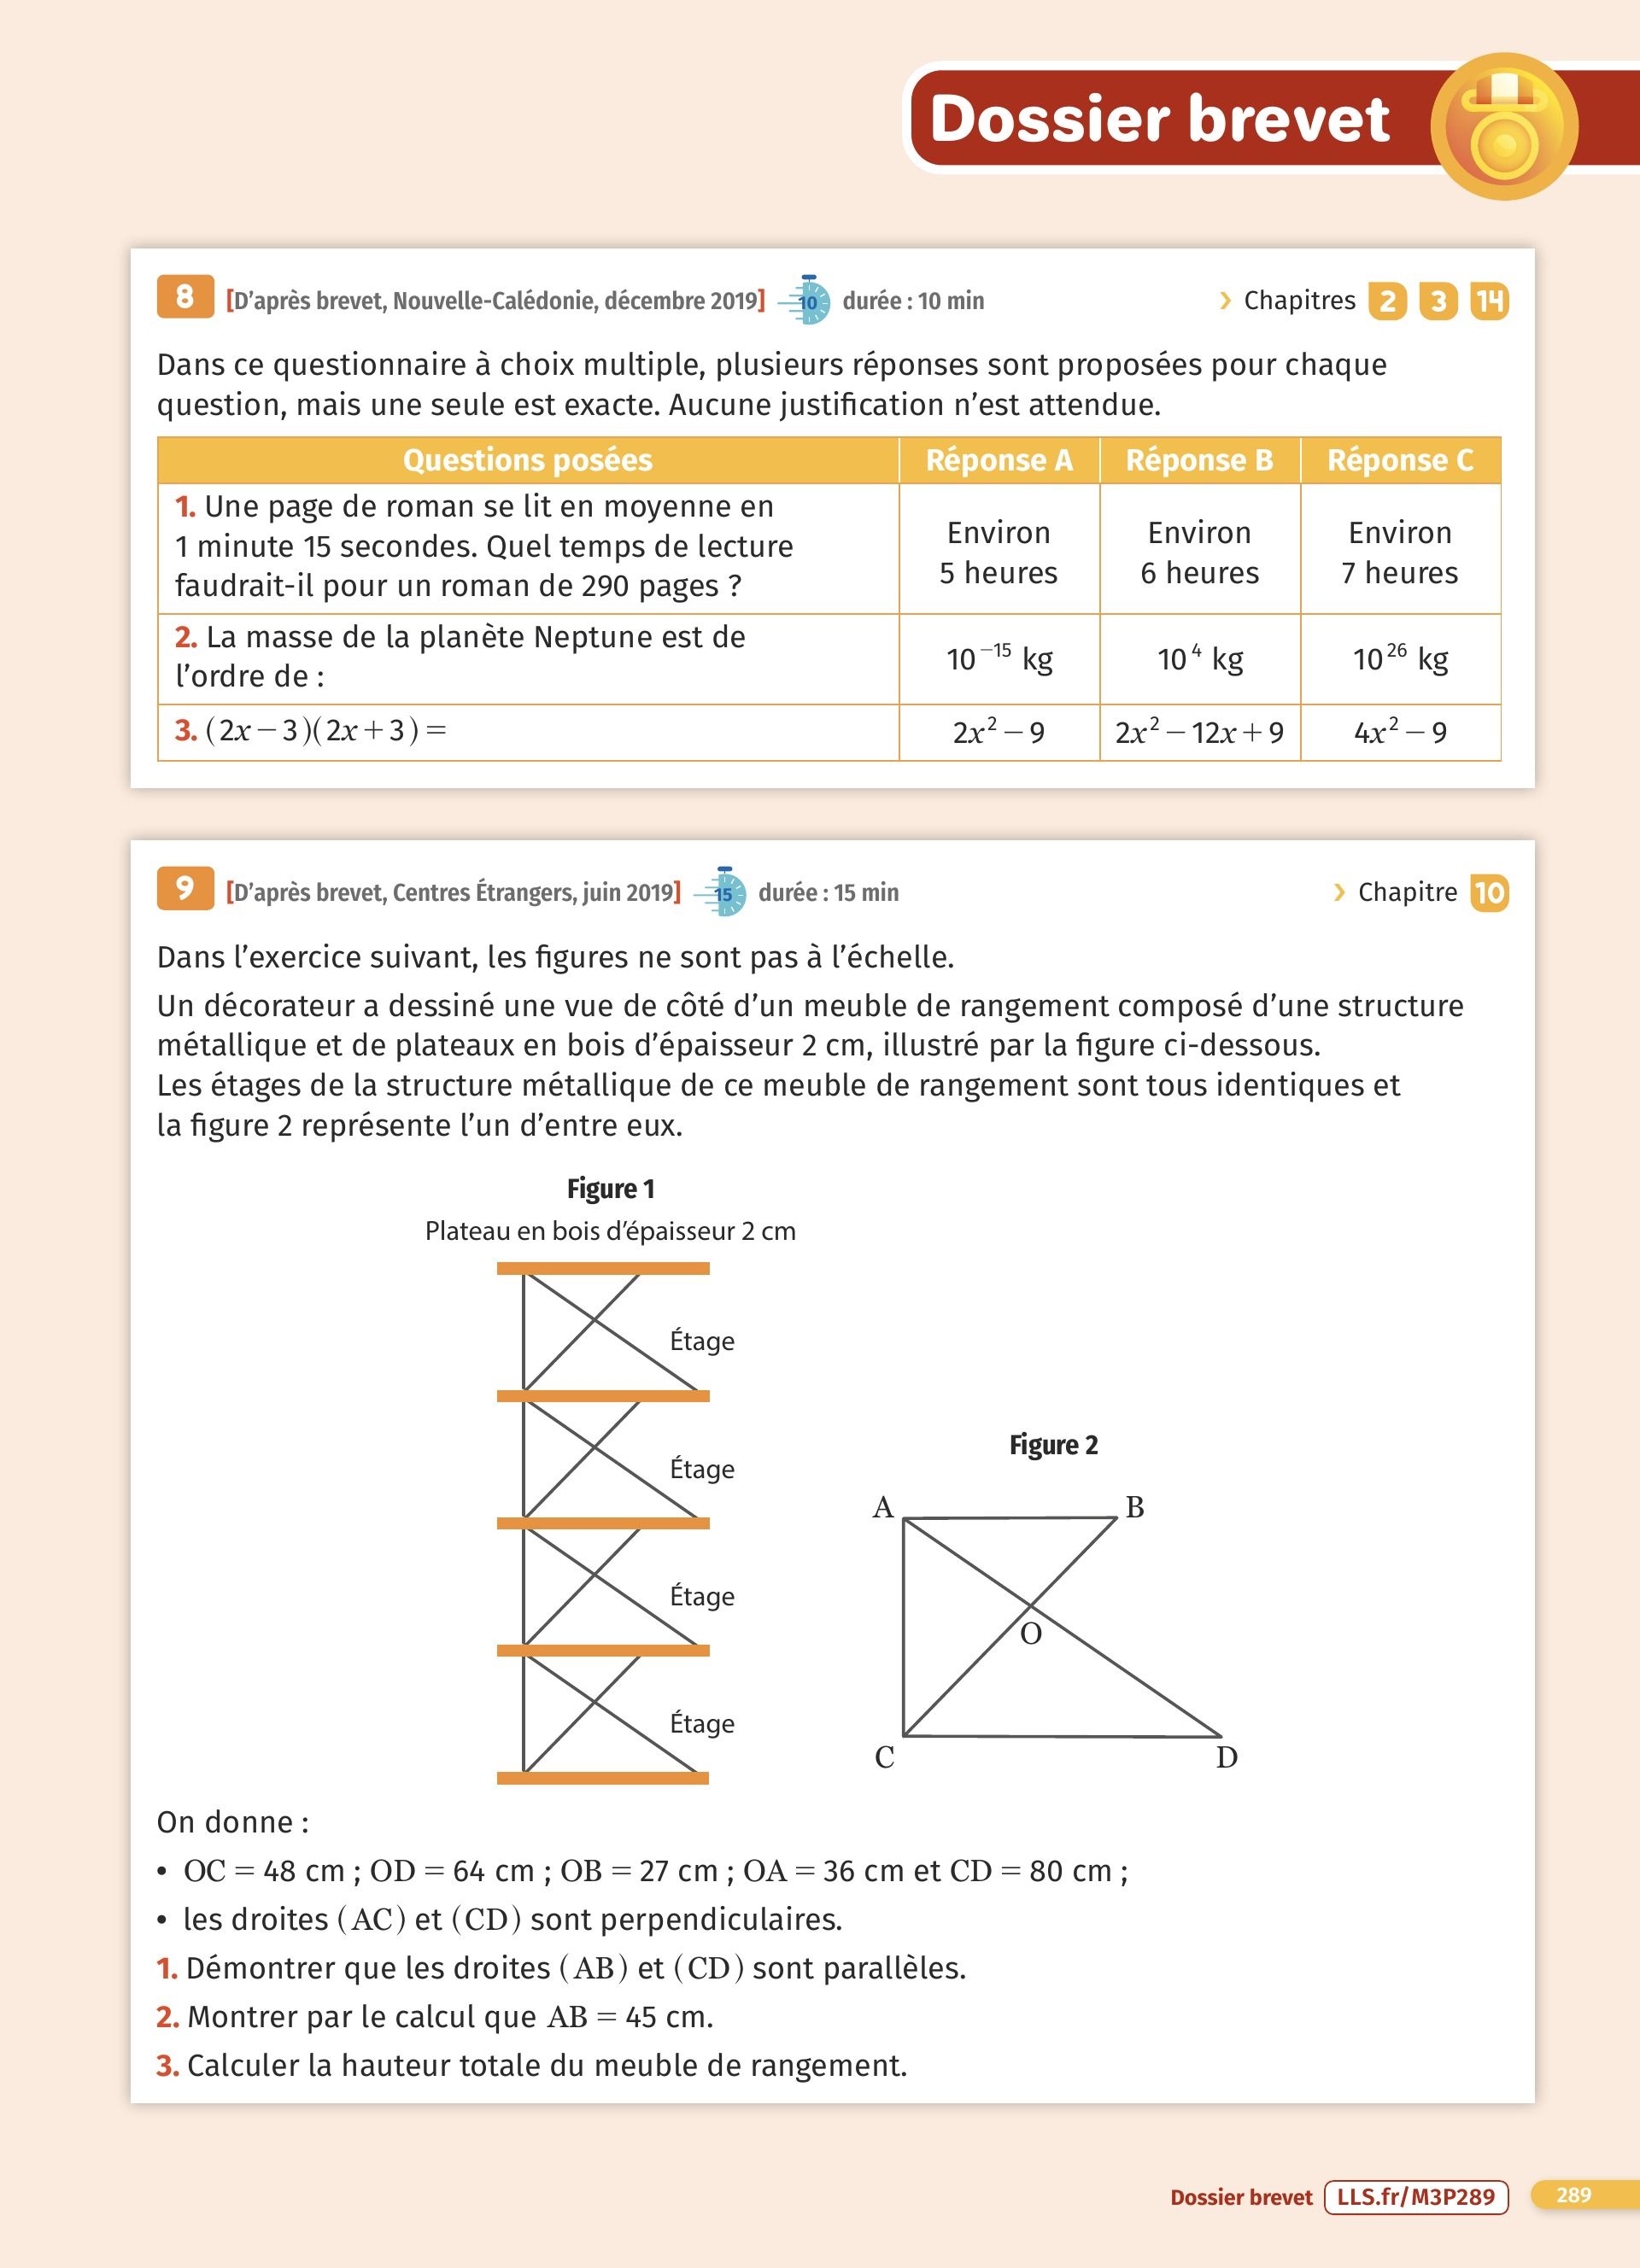 Dossier brevet
8 [D’après brevet, Nouvelle-Calédonie, décembre 2019] 10 durée : 10 min › Chapitres 2 3 14
Dans ce questionnaire à choix multiple, plusieurs réponses sont proposées pour chaque
question, mais une seule est exacte. Aucune justification n’est attendue.
Questions posées Réponse A Réponse B Réponse C
1. Une page de roman se lit en moyenne en
1 minute 15 secondes. Quel temps de lecture
faudrait-il pour un roman de 290 pages ?
Environ
5 heures
Environ
6 heures
Environ
7 heures
2. La masse de la planète Neptune est de
l’ordre de :
10⁻¹⁵ kg 10⁴ kg 10²⁶ kg
3. (2x − 3)(2x + 3) = 2x² − 9 2x² − 12x + 9 4x² − 9
9 [D’après brevet, Centres Étrangers, juin 2019] 15 durée : 15 min › Chapitre 10
Dans l’exercice suivant, les figures ne sont pas à l’échelle.
Un décorateur a dessiné une vue de côté d’un meuble de rangement composé d’une structure
métallique et de plateaux en bois d’épaisseur 2 cm, illustré par la figure ci-dessous.
Les étages de la structure métallique de ce meuble de rangement sont tous identiques et
la figure 2 représente l’un d’entre eux.
Figure 1
Plateau en bois d’épaisseur 2 cm
Étage
Étage
Étage
Étage
Figure 2
A B
O
C D
On donne :
• OC = 48 cm ; OD = 64 cm ; OB = 27 cm ; OA = 36 cm et CD = 80 cm ;
• les droites (AC) et (CD) sont perpendiculaires.
1. Démontrer que les droites (AB) et (CD) sont parallèles.
2. Montrer par le calcul que AB = 45 cm.
3. Calculer la hauteur totale du meuble de rangement.
Dossier brevet LLS.fr/M3P289 289